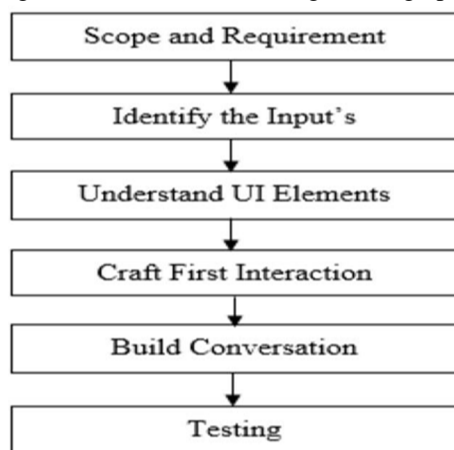 Scope and Requirement
Identify the Input's
Understand UI Elements
Craft First Interaction
Build Conversation
Testing